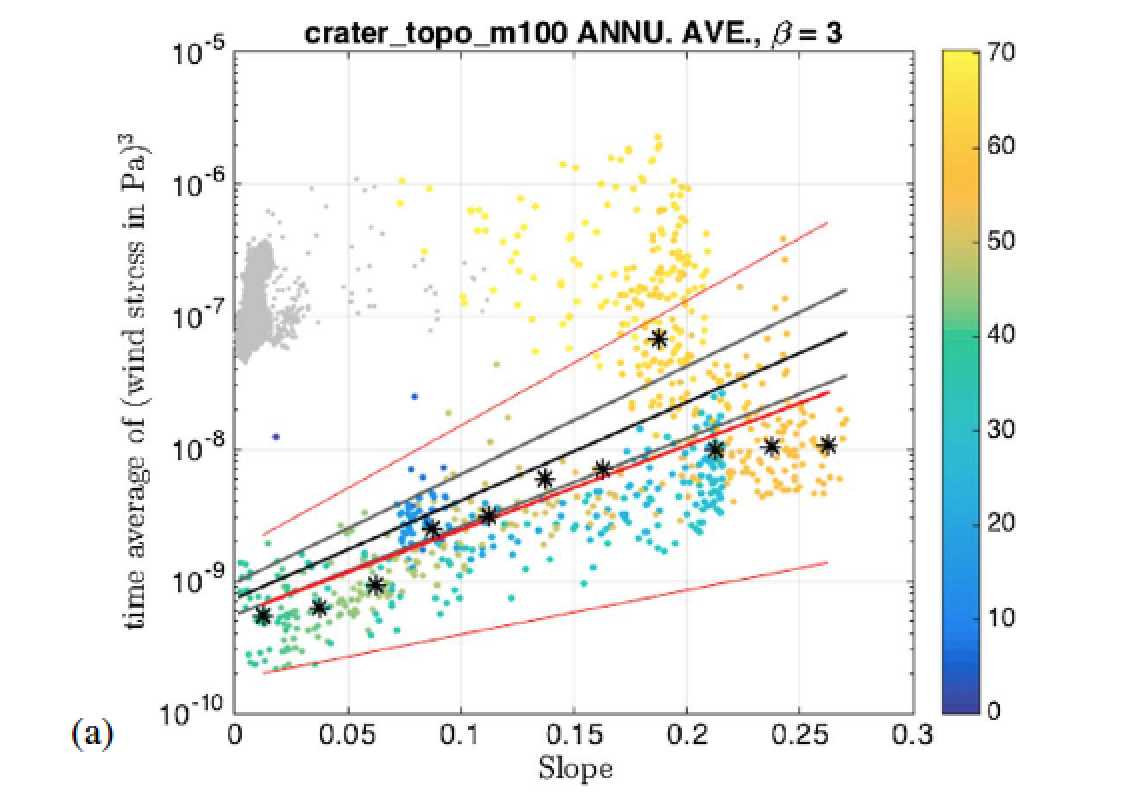 crater_topo_m100 ANNU. AVE., β = 3
time average of (wind stress in Pa)³
10⁻⁵
10⁻⁶
10⁻⁷
10⁻⁸
10⁻⁹
10⁻¹⁰
0 0.05 0.1 0.15 0.2 0.25 0.3
Slope
70
60
50
40
30
20
10
0
(a)